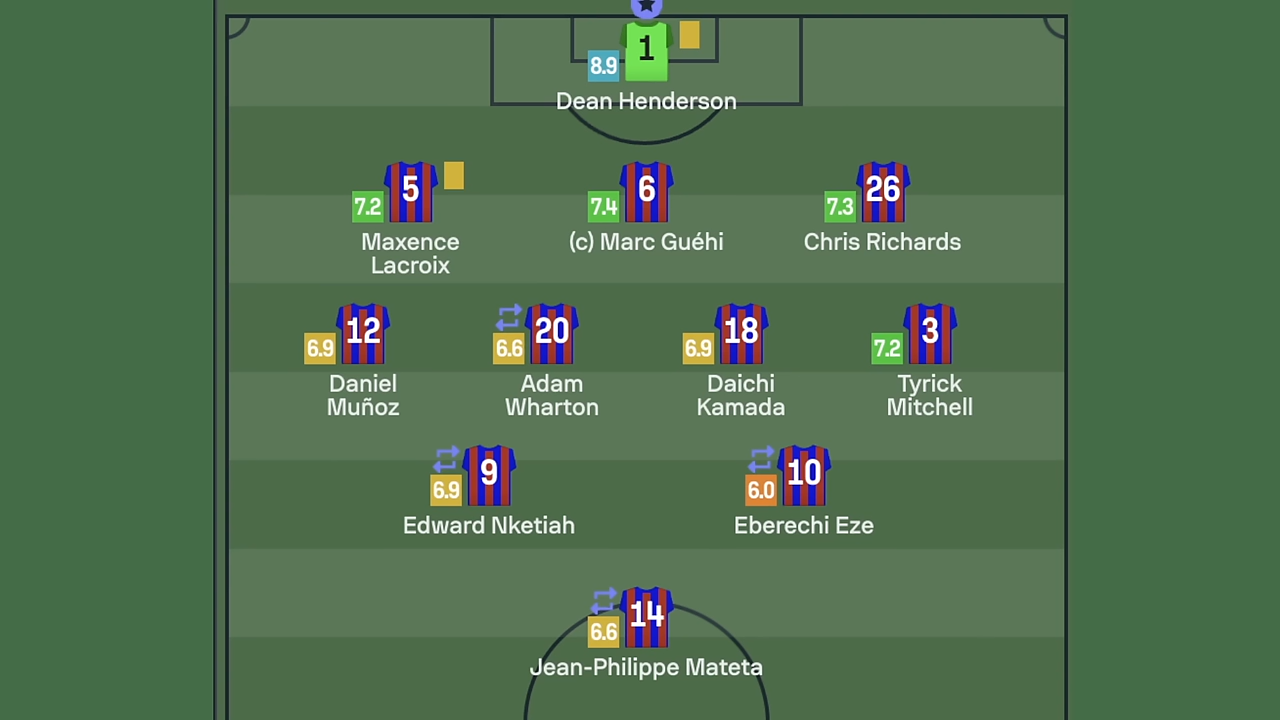 1
8.9
Dean Henderson
5
7.2
Maxence
Lacroix
6
7.4
(c) Marc Guéhi
26
7.3
Chris Richards
12
6.9
Daniel
Muñoz
20
6.6
Adam
Wharton
18
6.9
Daichi
Kamada
3
7.2
Tyrick
Mitchell
9
6.9
Edward Nketiah
10
6.0
Eberechi Eze
14
6.6
Jean-Philippe Mateta